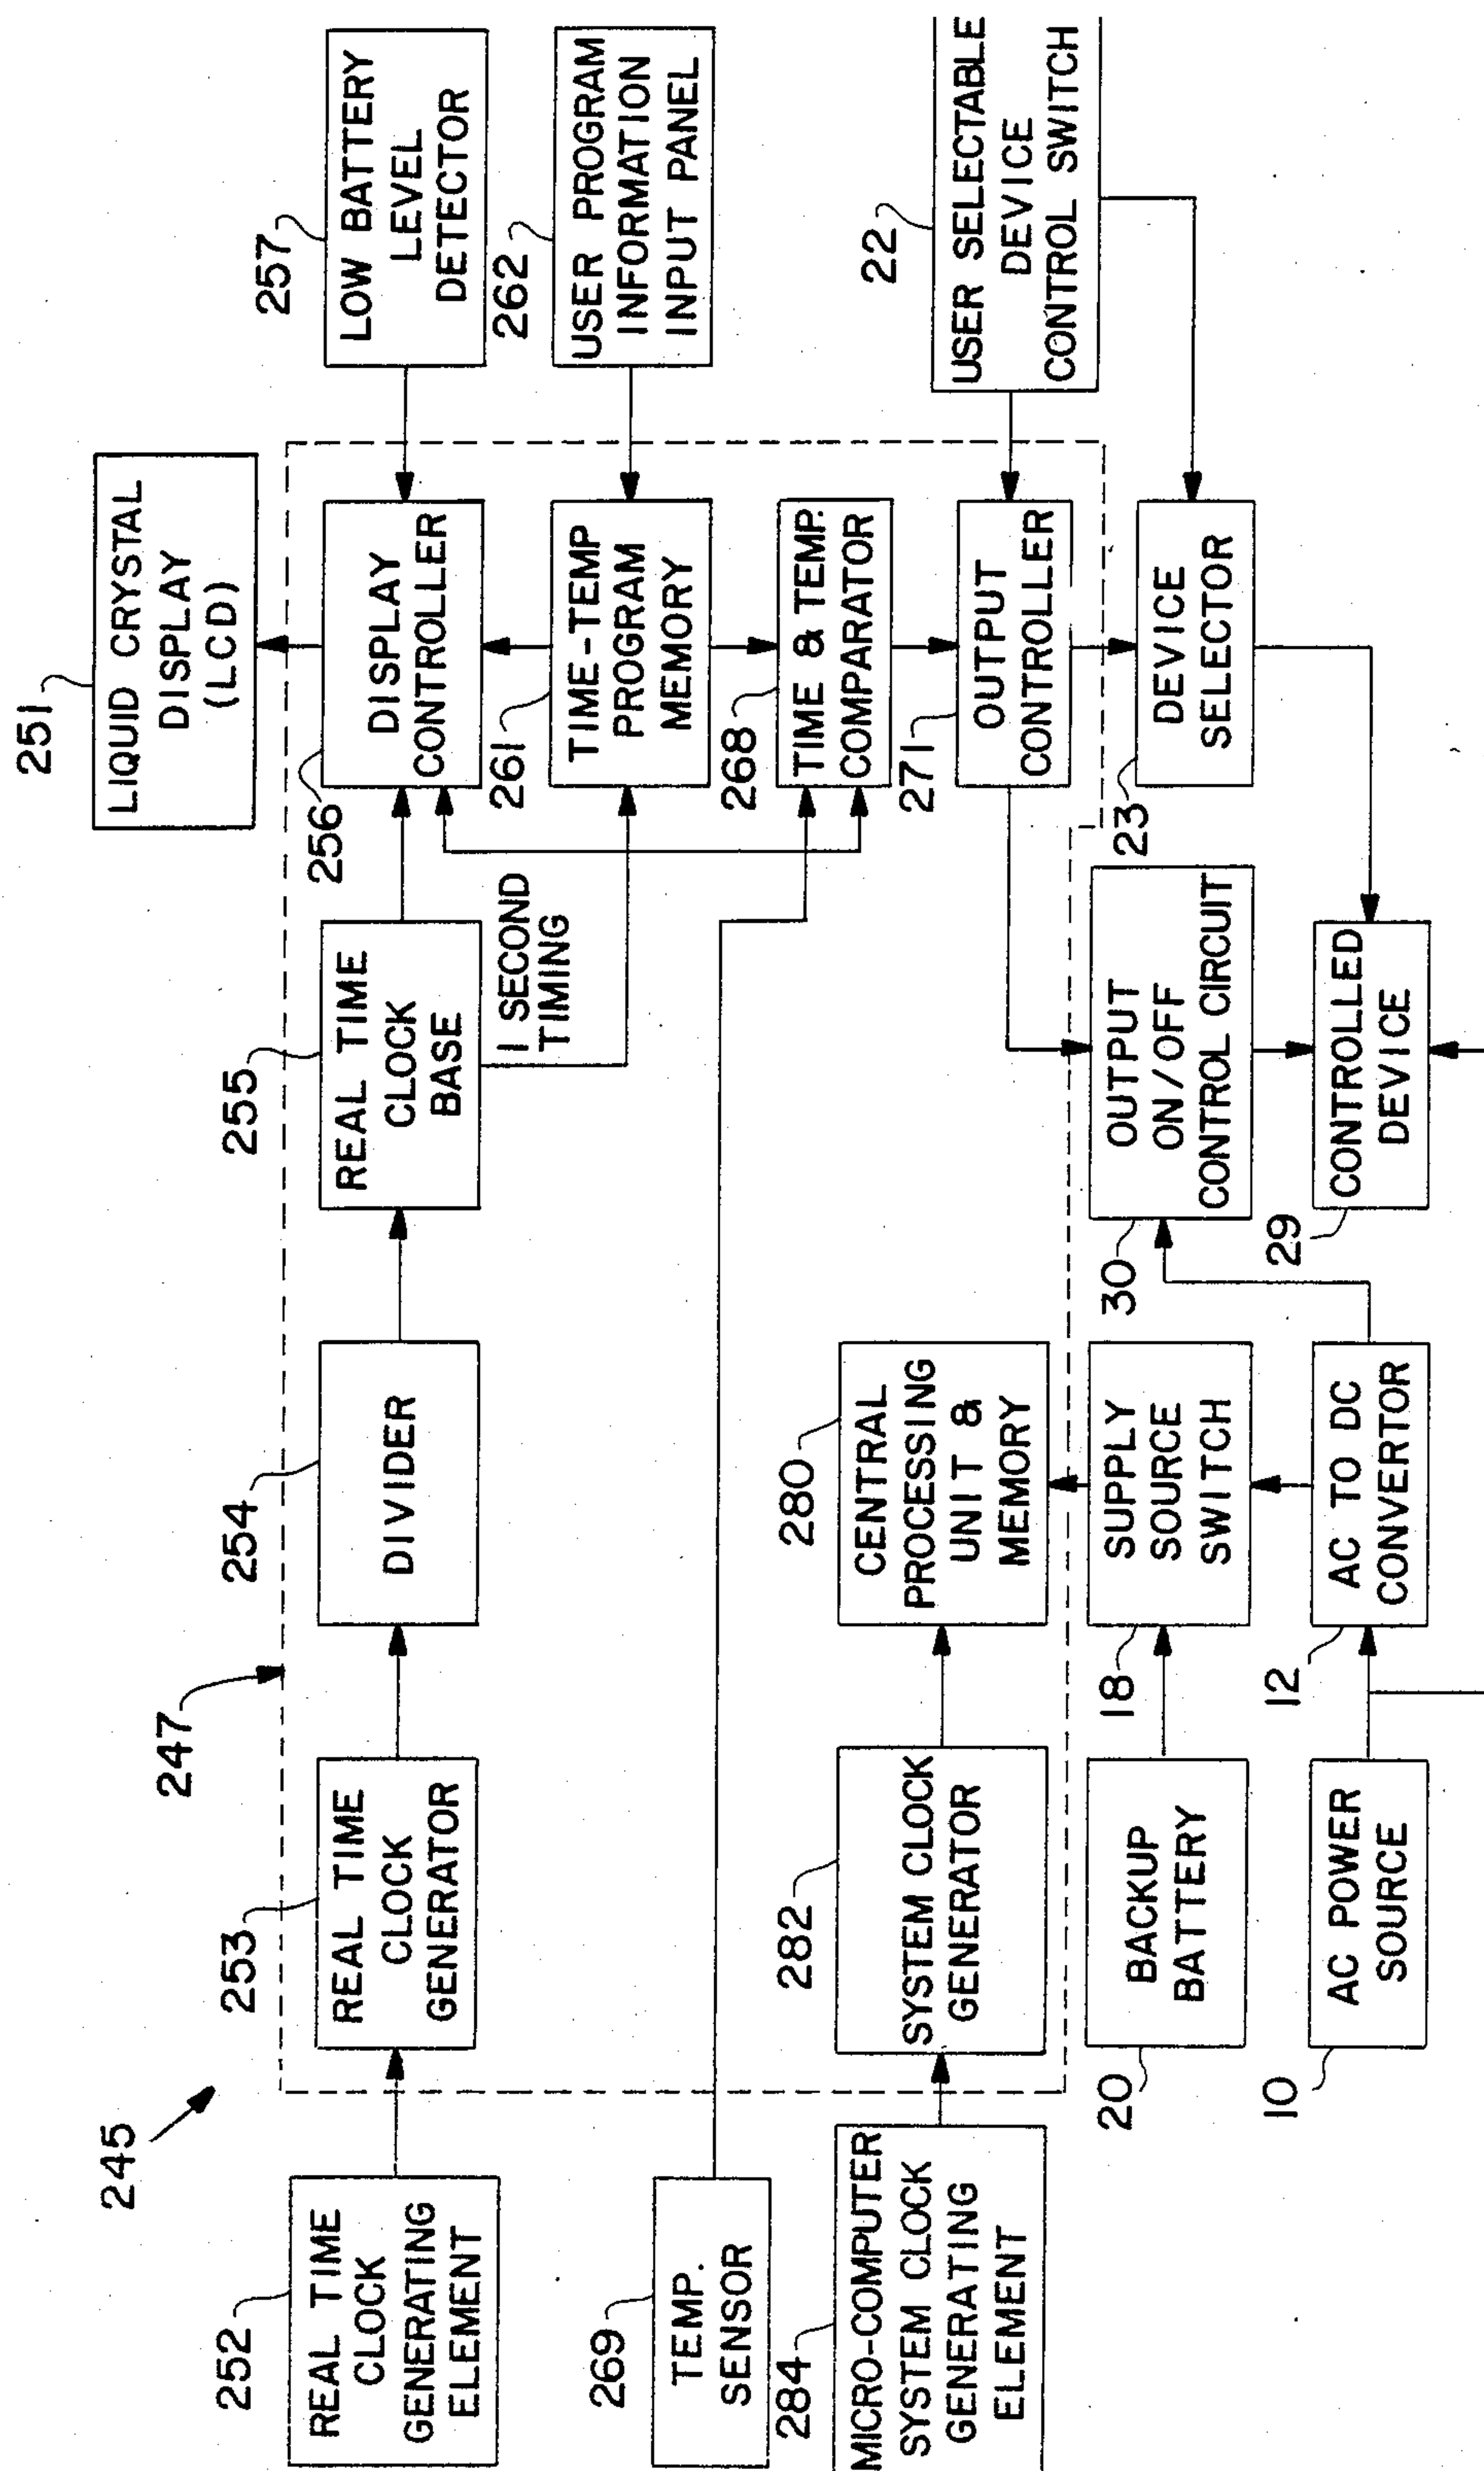 245
247
251
LIQUID CRYSTAL
DISPLAY
(LCD)
252
REAL TIME
CLOCK
GENERATING
ELEMENT
253
REAL TIME
CLOCK
GENERATOR
254
DIVIDER
255
REAL TIME
CLOCK
BASE
1 SECOND
TIMING
256
DISPLAY
CONTROLLER
257
LOW BATTERY
LEVEL
DETECTOR
261
TIME-TEMP
PROGRAM
MEMORY
262
USER PROGRAM
INFORMATION
INPUT PANEL
269
TEMP.
SENSOR
268
TIME & TEMP.
COMPARATOR
284
MICRO-COMPUTER
SYSTEM CLOCK
GENERATING
ELEMENT
282
SYSTEM CLOCK
GENERATOR
280
CENTRAL
PROCESSING
UNIT &
MEMORY
271
OUTPUT
CONTROLLER
22
USER SELECTABLE
DEVICE
CONTROL SWITCH
20
BACKUP
BATTERY
18
SUPPLY
SOURCE
SWITCH
30
OUTPUT
ON/OFF
CONTROL CIRCUIT
23
DEVICE
SELECTOR
10
AC POWER
SOURCE
12
AC TO DC
CONVERTOR
29
CONTROLLED
DEVICE